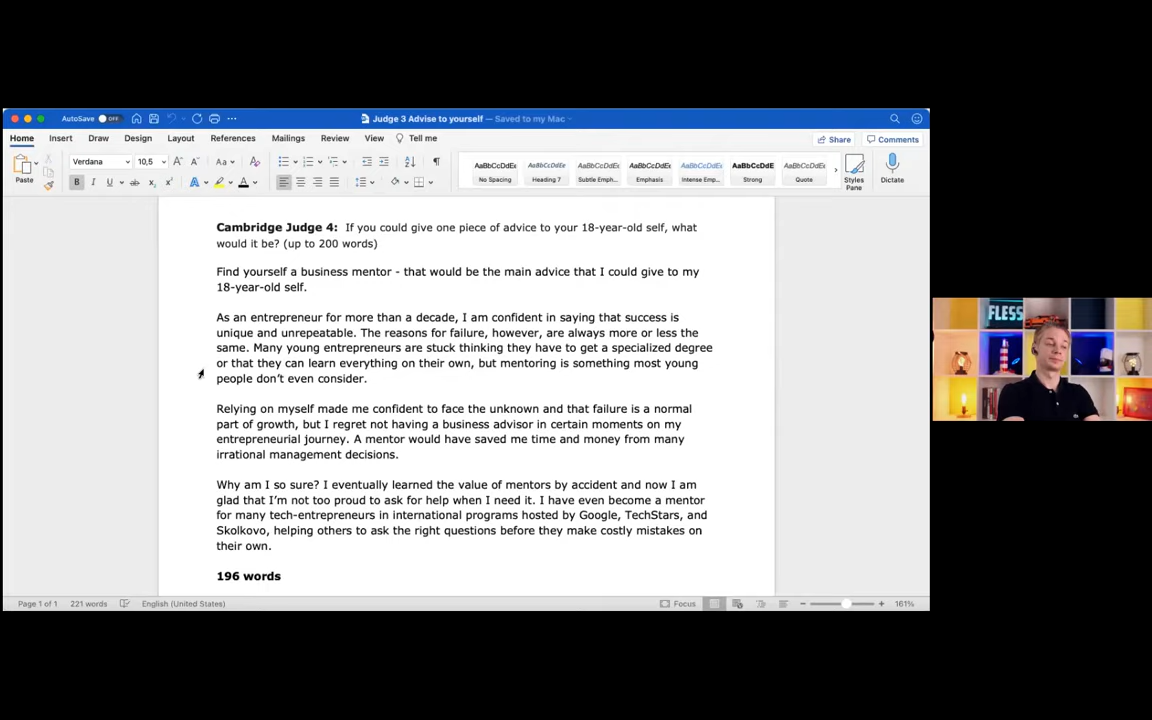 AutoSave OFF
Judge 3 Advise to yourself — Saved to my Mac
Home Insert Draw Design Layout References Mailings Review View Tell me
Share Comments
Paste
Verdana 10,5 A A Aa A
B I U ab x₂ x² A A
AaBbCcDdEe AaBbCcDdEe AaBbCcDdEe AaBbCcDdEe AaBbCcDdEe AaBbCcDdE AaBbCcDdEe
No Spacing Heading 7 Subtle Emph... Emphasis Intense Emp... Strong Quote
Styles Pane
Dictate
Cambridge Judge 4: If you could give one piece of advice to your 18-year-old self, what
would it be? (up to 200 words)
Find yourself a business mentor - that would be the main advice that I could give to my
18-year-old self.
As an entrepreneur for more than a decade, I am confident in saying that success is
unique and unrepeatable. The reasons for failure, however, are always more or less the
same. Many young entrepreneurs are stuck thinking they have to get a specialized degree
or that they can learn everything on their own, but mentoring is something most young
people don't even consider.
Relying on myself made me confident to face the unknown and that failure is a normal
part of growth, but I regret not having a business advisor in certain moments on my
entrepreneurial journey. A mentor would have saved me time and money from many
irrational management decisions.
Why am I so sure? I eventually learned the value of mentors by accident and now I am
glad that I'm not too proud to ask for help when I need it. I have even become a mentor
for many tech-entrepreneurs in international programs hosted by Google, TechStars, and
Skolkovo, helping others to ask the right questions before they make costly mistakes on
their own.
196 words
Page 1 of 1 221 words English (United States) Focus 161%
FLESS